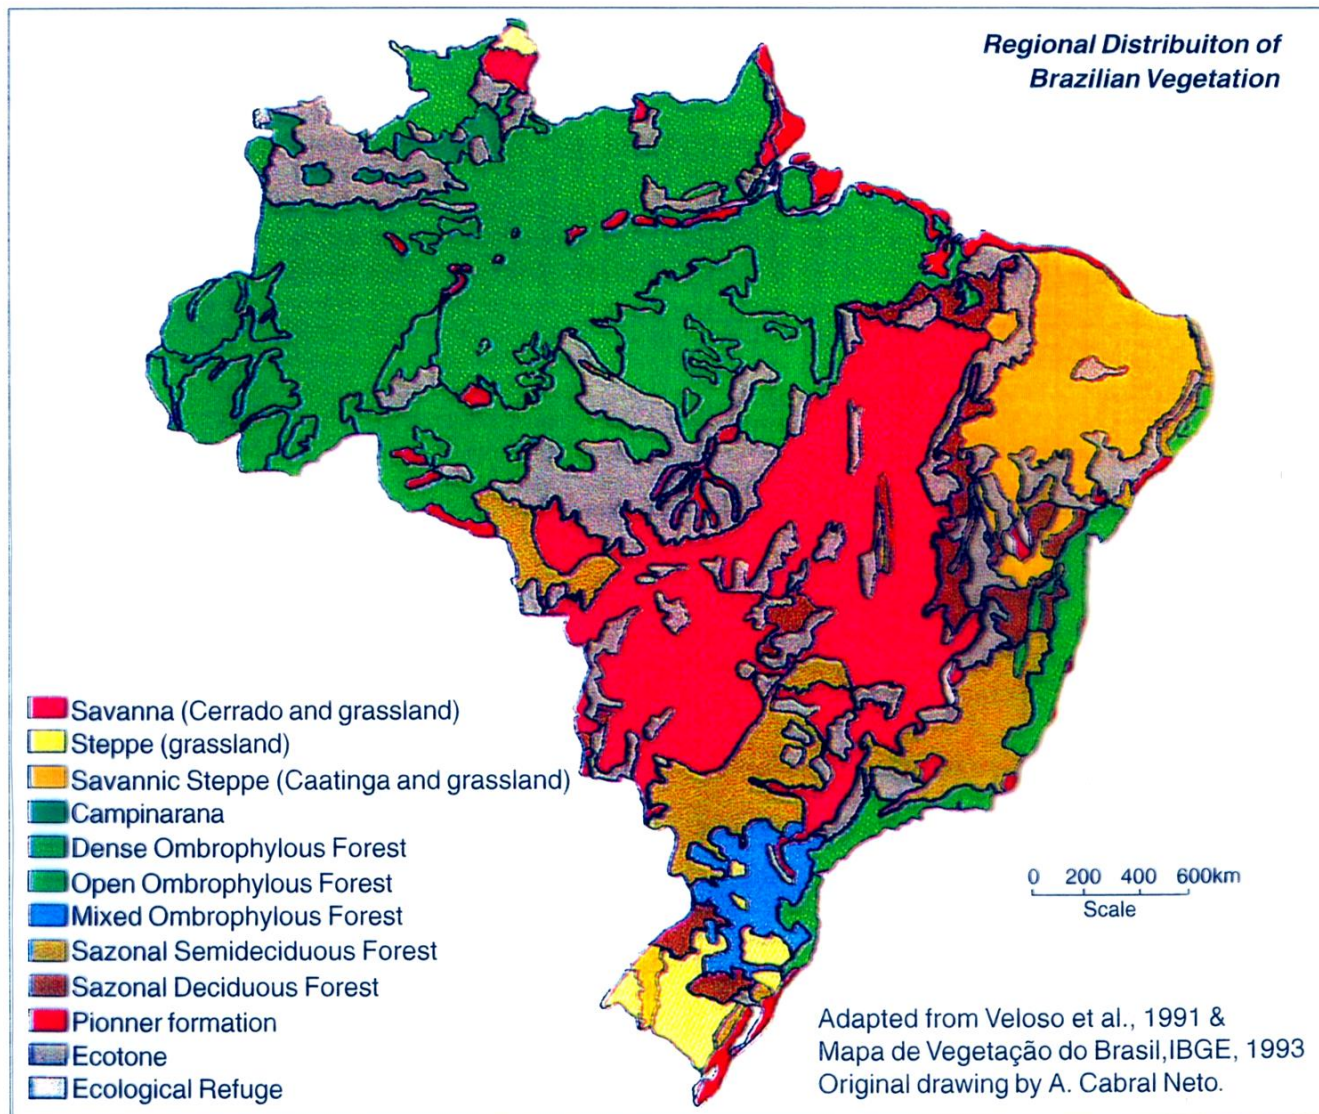 Regional Distribuiton of
Brazilian Vegetation
Savanna (Cerrado and grassland)
Steppe (grassland)
Savannic Steppe (Caatinga and grassland)
Campinarana
Dense Ombrophylous Forest
Open Ombrophylous Forest
Mixed Ombrophylous Forest
Sazonal Semideciduous Forest
Sazonal Deciduous Forest
Pionner formation
Ecotone
Ecological Refuge
0 200 400 600km
Scale
Adapted from Veloso et al., 1991 &
Mapa de Vegetação do Brasil,IBGE, 1993
Original drawing by A. Cabral Neto.